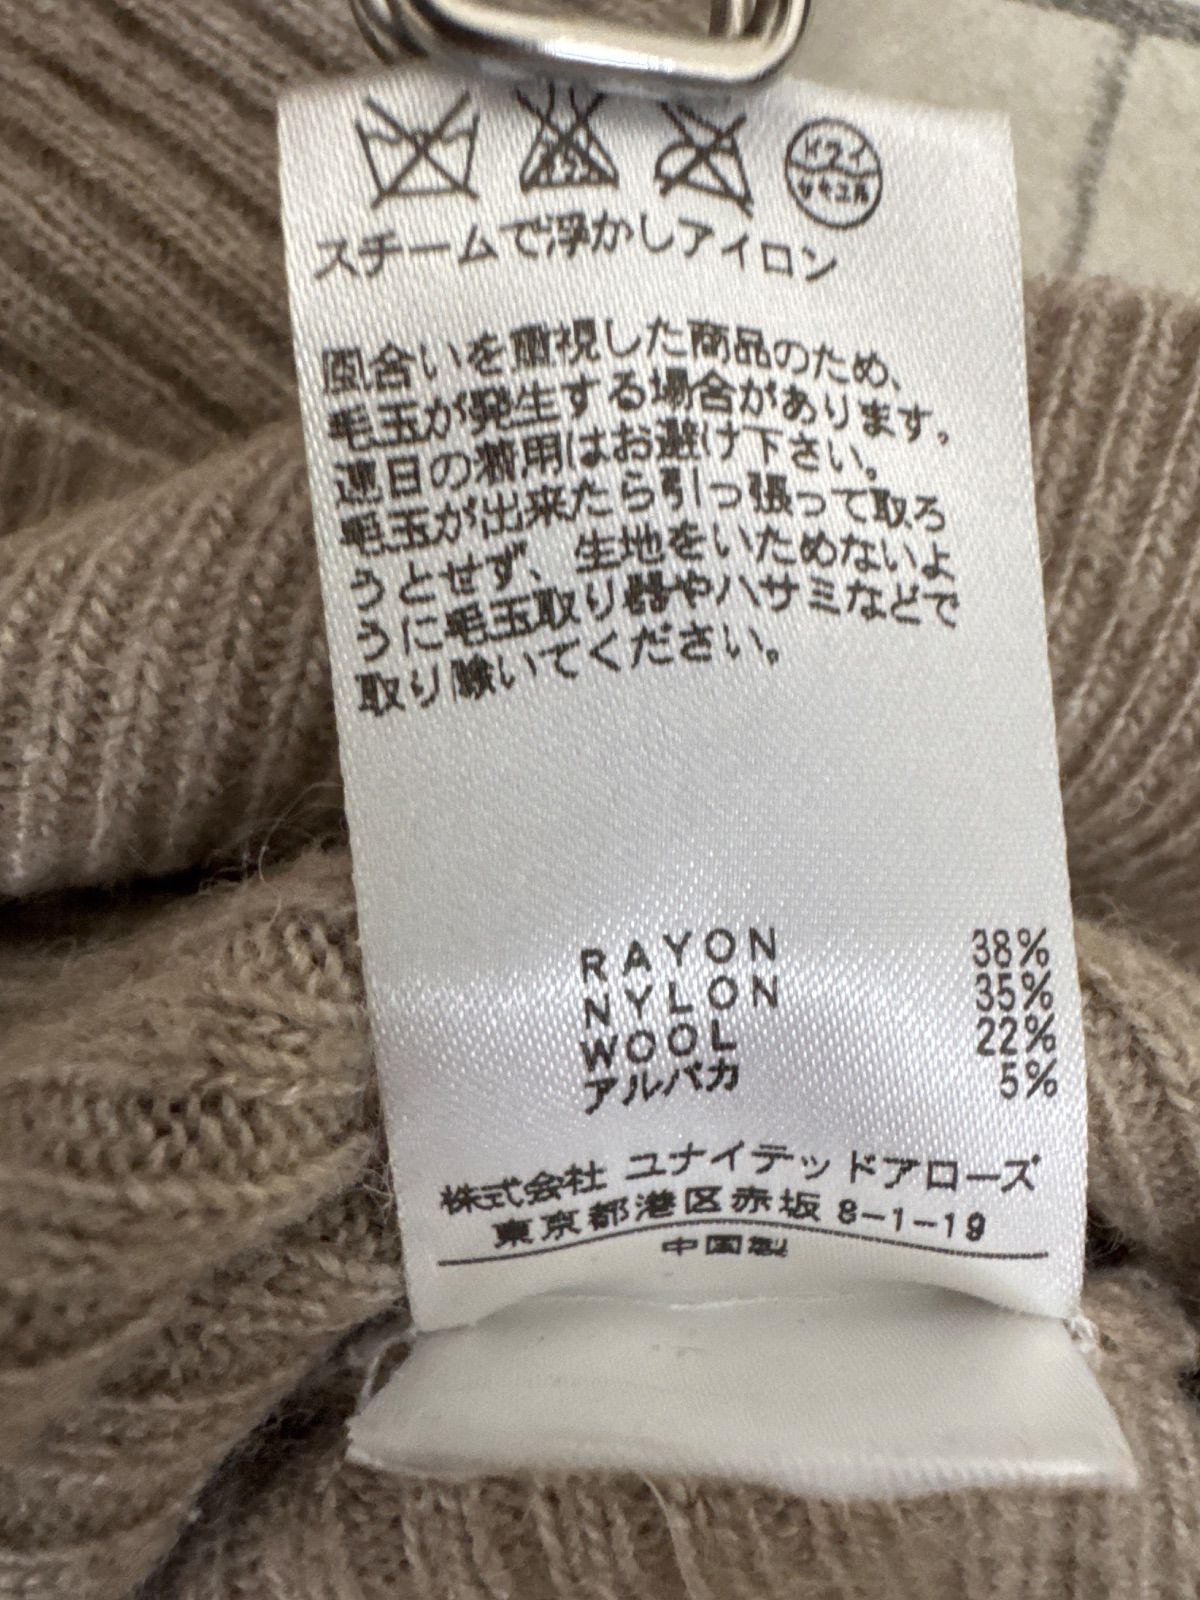 ドライ
セキユ系
スチームで浮かしアイロン
風合いを重視した商品のため、
毛玉が発生する場合があります。
連日の着用はお避け下さい。
毛玉が出来たら引っ張って取ろ
うとせず、生地をいためないよ
うに毛玉取り器やハサミなどで
取り除いてください。
RAYON 38%
NYLON 35%
WOOL 22%
アルパカ 5%
株式会社 ユナイテッドアローズ
東京都港区赤坂 8-1-19
中国製